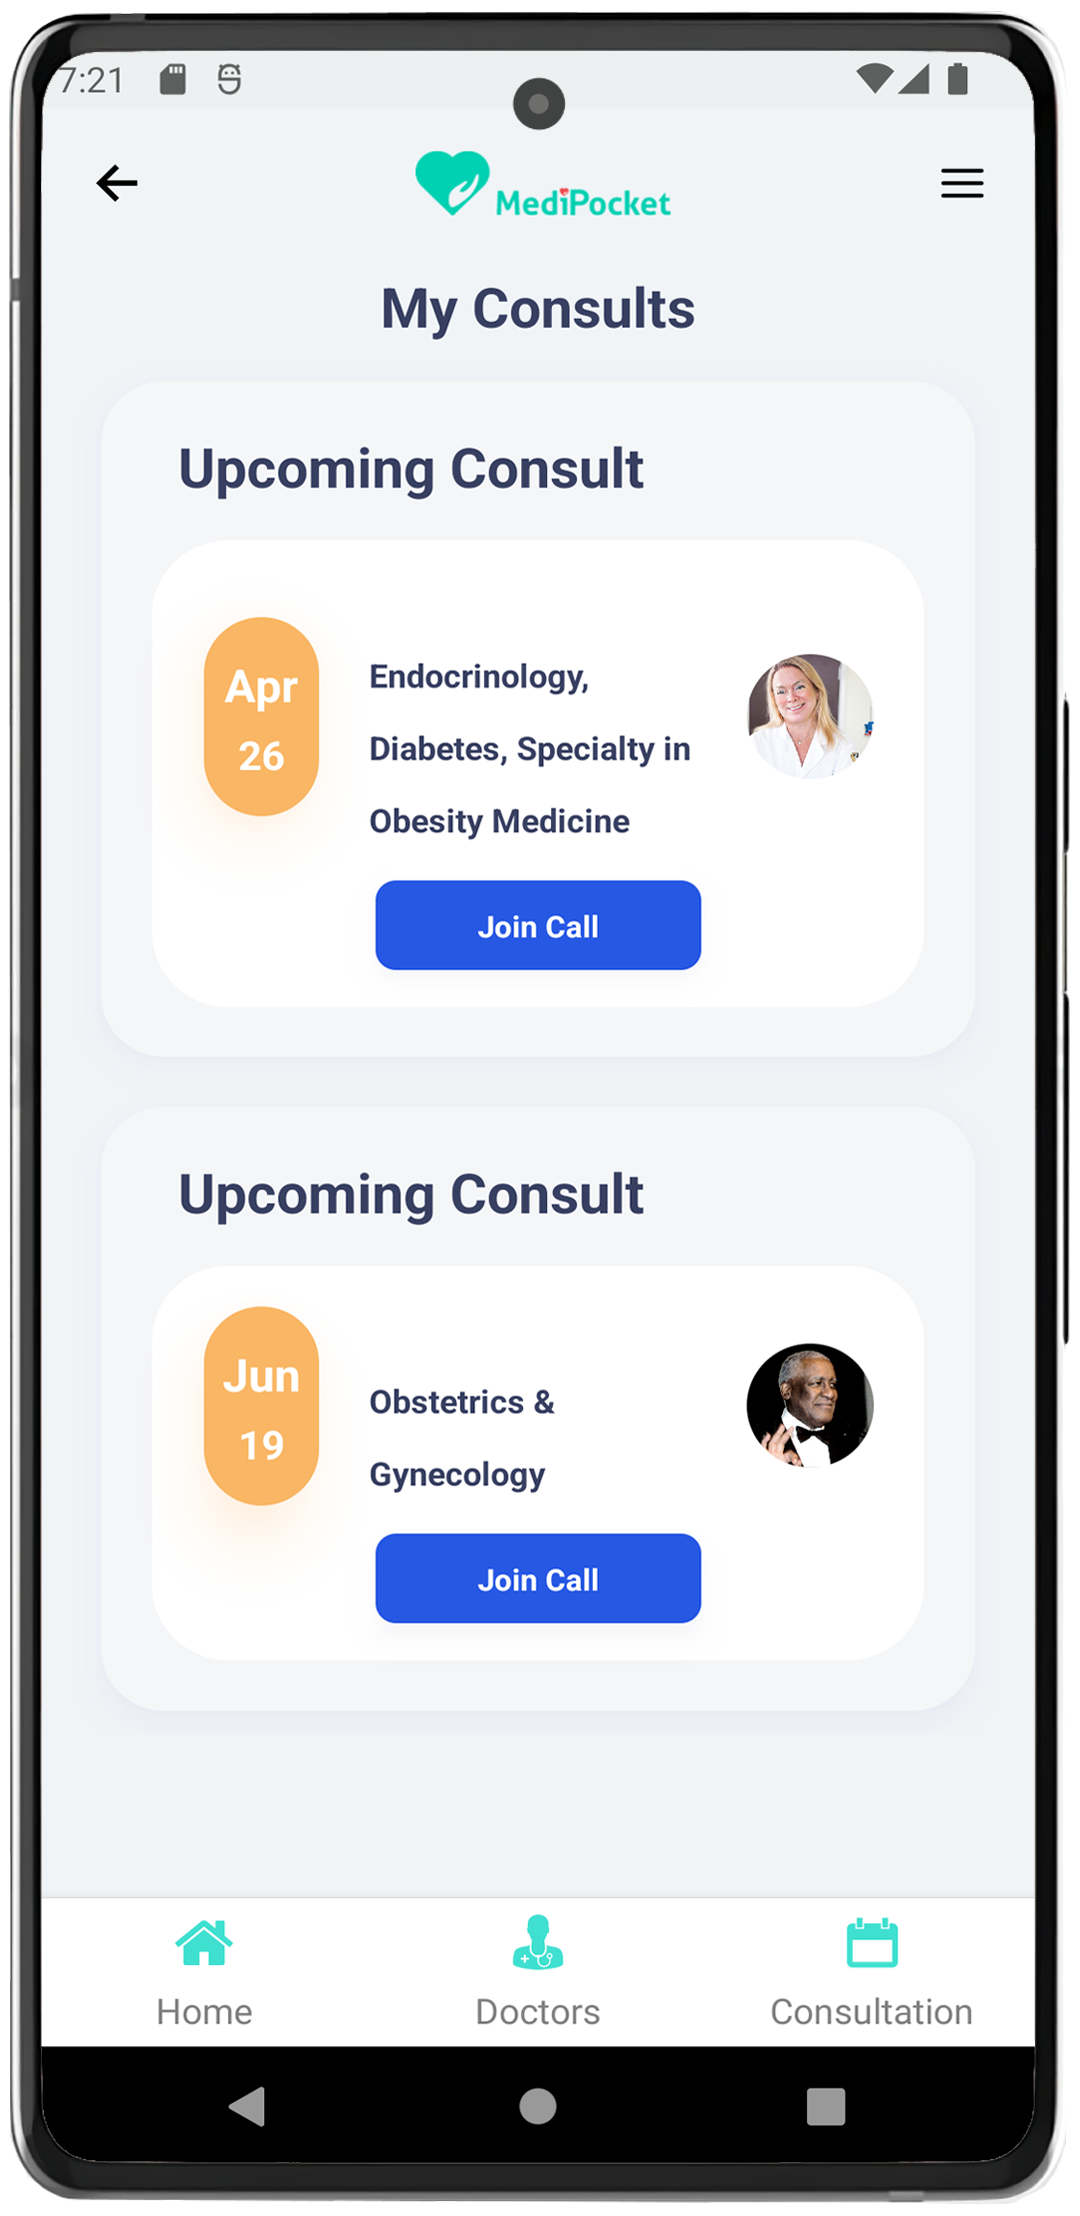 7:21
MediPocket
My Consults
Upcoming Consult
Apr
26
Endocrinology,
Diabetes, Specialty in
Obesity Medicine
Join Call
Upcoming Consult
Jun
19
Obstetrics &
Gynecology
Join Call
Home
Doctors
Consultation